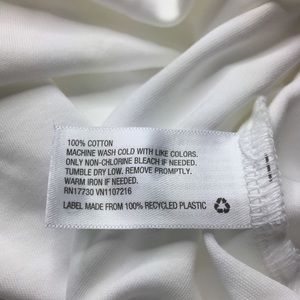 100% COTTON
MACHINE WASH COLD WITH LIKE COLORS.
ONLY NON-CHLORINE BLEACH IF NEEDED.
TUMBLE DRY LOW. REMOVE PROMPTLY.
WARM IRON IF NEEDED.
RN17730 VN1107216
LABEL MADE FROM 100% RECYCLED PLASTIC